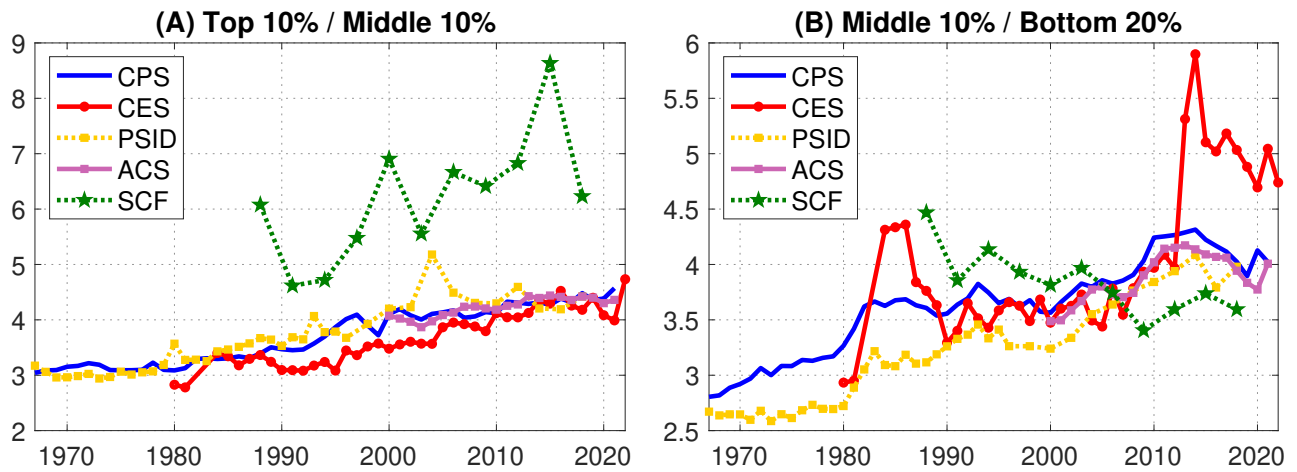 (A) Top 10% / Middle 10%
9
8
7
6
5
4
3
2
CPS
CES
PSID
ACS
SCF
1970 1980 1990 2000 2010 2020
(B) Middle 10% / Bottom 20%
6
5.5
5
4.5
4
3.5
3
2.5
CPS
CES
PSID
ACS
SCF
1970 1980 1990 2000 2010 2020